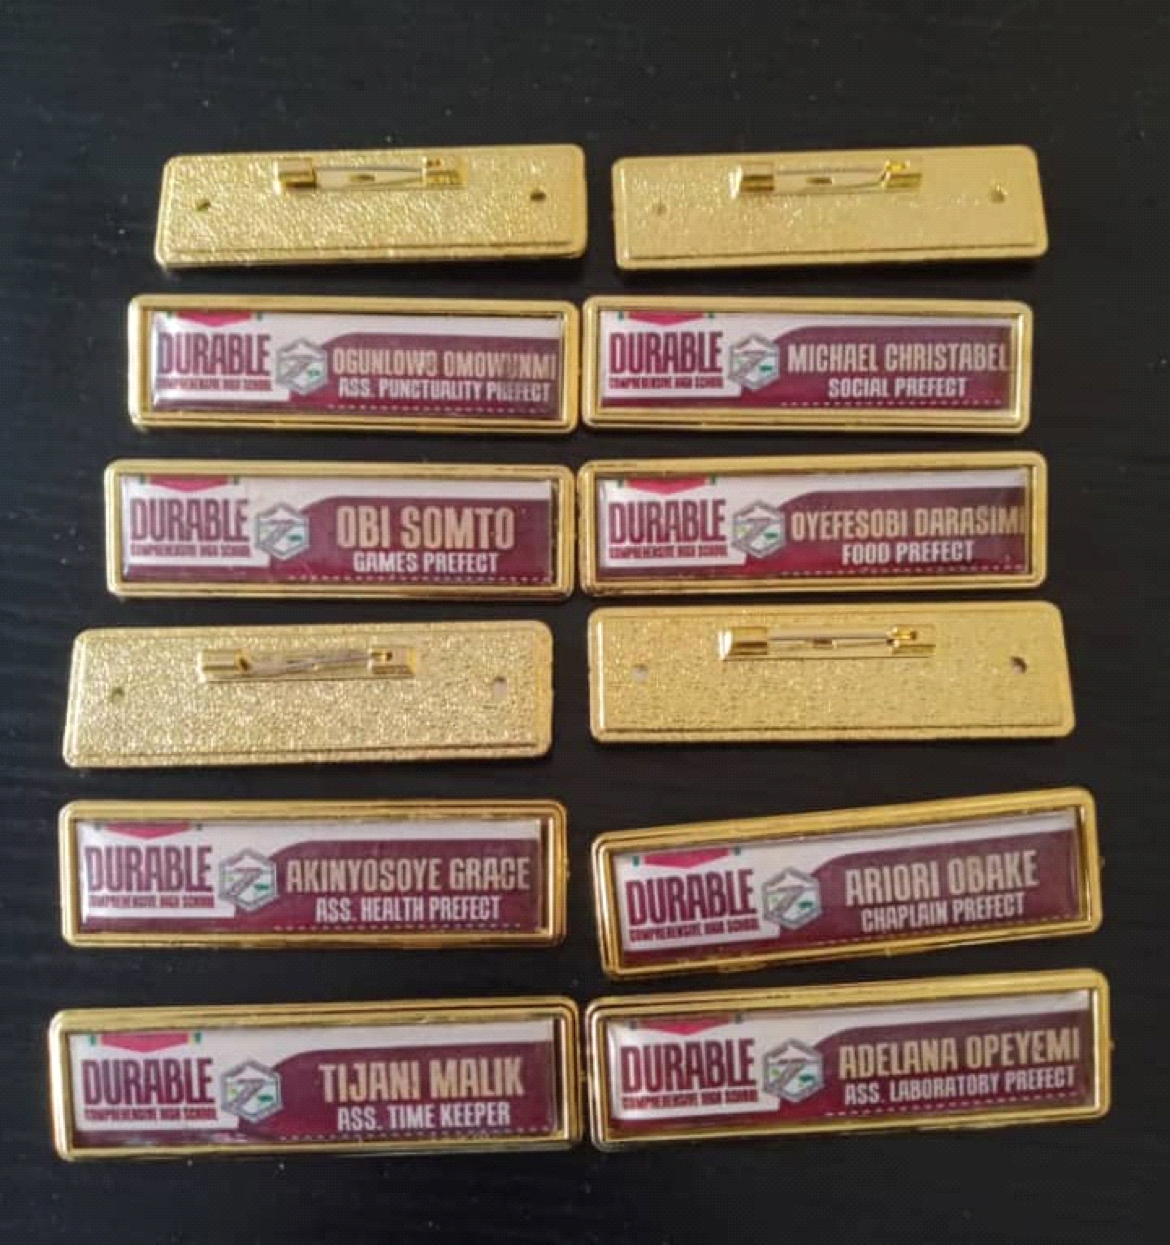 DURABLE
COMPREHENSIVE HIGH SCHOOL
OGUNLOWO OMOWUNMI
ASS. PUNCTUALITY PREFECT
DURABLE
COMPREHENSIVE HIGH SCHOOL
MICHAEL CHRISTABEL
SOCIAL PREFECT
DURABLE
COMPREHENSIVE HIGH SCHOOL
OBI SOMTO
GAMES PREFECT
DURABLE
COMPREHENSIVE HIGH SCHOOL
OYEFESOBI DARASIMI
FOOD PREFECT
DURABLE
COMPREHENSIVE HIGH SCHOOL
AKINYOSOYE GRACE
ASS. HEALTH PREFECT
DURABLE
COMPREHENSIVE HIGH SCHOOL
ARIORI OBAKE
CHAPLAIN PREFECT
DURABLE
COMPREHENSIVE HIGH SCHOOL
TIJANI MALIK
ASS. TIME KEEPER
DURABLE
COMPREHENSIVE HIGH SCHOOL
ADELANA OPEYEMI
ASS. LABORATORY PREFECT